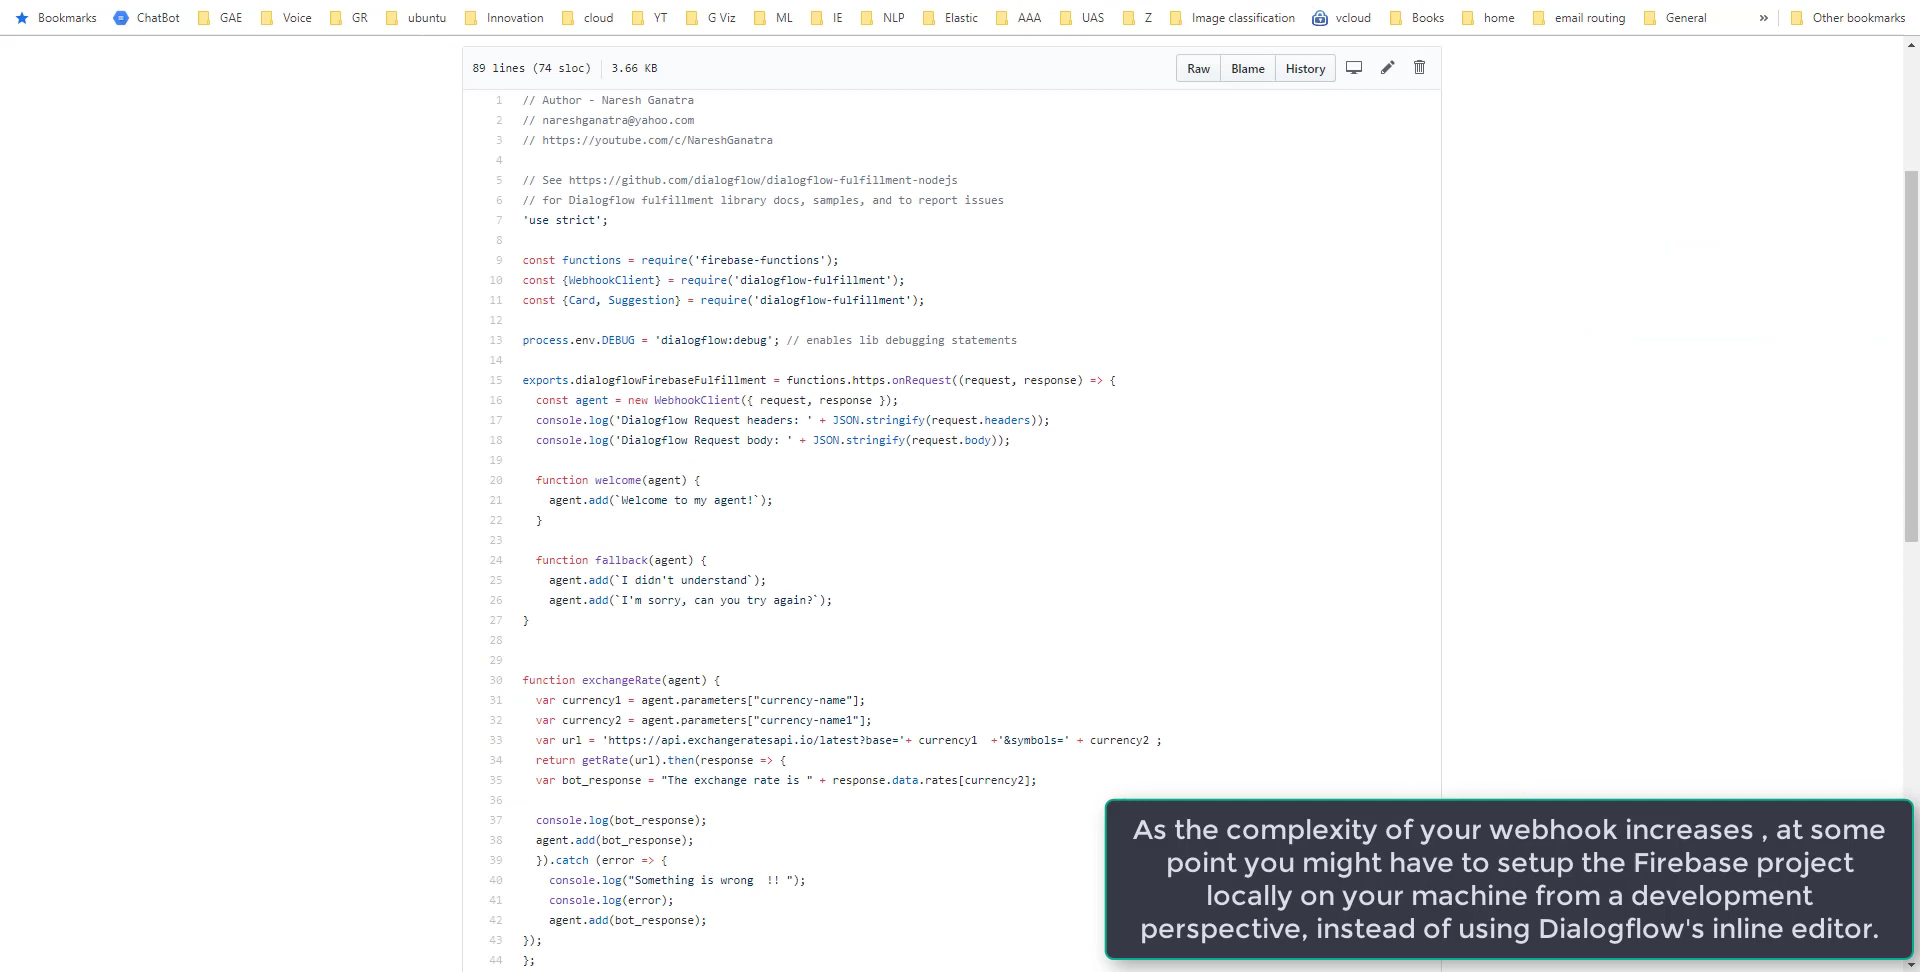 Bookmarks ChatBot GAE Voice GR ubuntu Innovation cloud YT G Viz ML IE NLP Elastic AAA UAS Z Image classification vcloud Books home email routing General » Other bookmarks
89 lines (74 sloc) 3.66 KB Raw Blame History
1 // Author - Naresh Ganatra
2 // nareshganatra@yahoo.com
3 // https://youtube.com/c/NareshGanatra
4
5 // See https://github.com/dialogflow/dialogflow-fulfillment-nodejs
6 // for Dialogflow fulfillment library docs, samples, and to report issues
7 'use strict';
8
9 const functions = require('firebase-functions');
10 const {WebhookClient} = require('dialogflow-fulfillment');
11 const {Card, Suggestion} = require('dialogflow-fulfillment');
12
13 process.env.DEBUG = 'dialogflow:debug'; // enables lib debugging statements
14
15 exports.dialogflowFirebaseFulfillment = functions.https.onRequest((request, response) => {
16 const agent = new WebhookClient({ request, response });
17 console.log('Dialogflow Request headers: ' + JSON.stringify(request.headers));
18 console.log('Dialogflow Request body: ' + JSON.stringify(request.body));
19
20 function welcome(agent) {
21 agent.add(`Welcome to my agent!`);
22 }
23
24 function fallback(agent) {
25 agent.add(`I didn't understand`);
26 agent.add(`I'm sorry, can you try again?`);
27 }
28
29
30 function exchangeRate(agent) {
31 var currency1 = agent.parameters["currency-name"];
32 var currency2 = agent.parameters["currency-name1"];
33 var url = 'https://api.exchangeratesapi.io/latest?base='+ currency1 +'&symbols=' + currency2 ;
34 return getRate(url).then(response => {
35 var bot_response = "The exchange rate is " + response.data.rates[currency2];
36
37 console.log(bot_response);
38 agent.add(bot_response);
39 }).catch (error => {
40 console.log("Something is wrong !! ");
41 console.log(error);
42 agent.add(bot_response);
43 });
44 };
As the complexity of your webhook increases , at some
point you might have to setup the Firebase project
locally on your machine from a development
perspective, instead of using Dialogflow's inline editor.